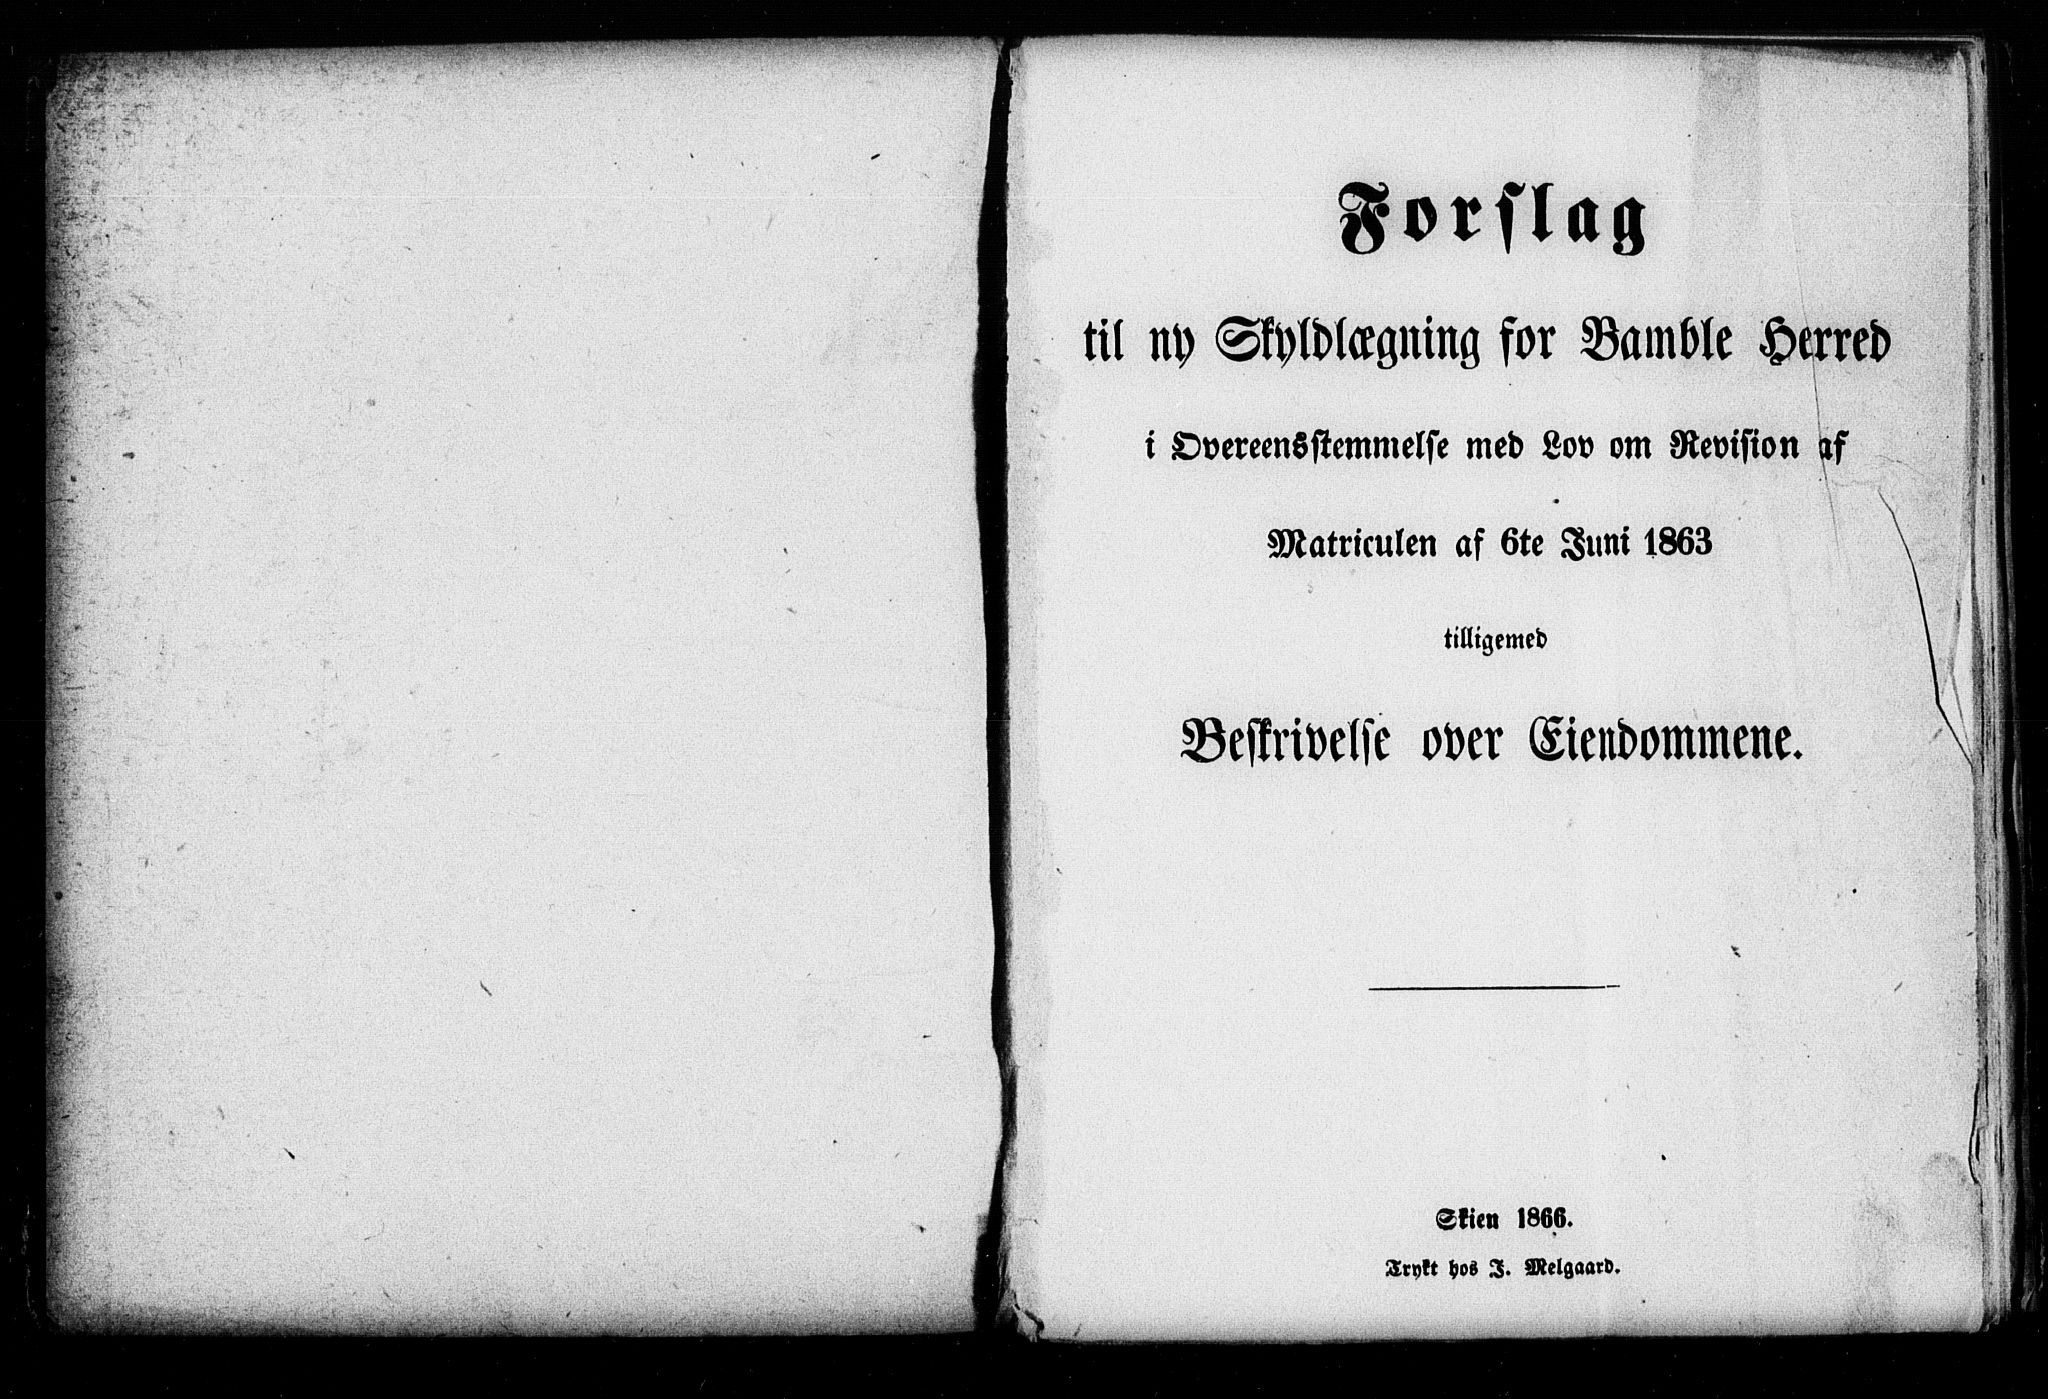 Forslag
til ny Skyldlægning for Bamble Herred
i Overeensstemmelse med Lov om Revision af
Matriculen af 6te Juni 1863
tilligemed
Beskrivelse over Eiendommene.
Skien 1866.
Trykt hos J. Melgaard.